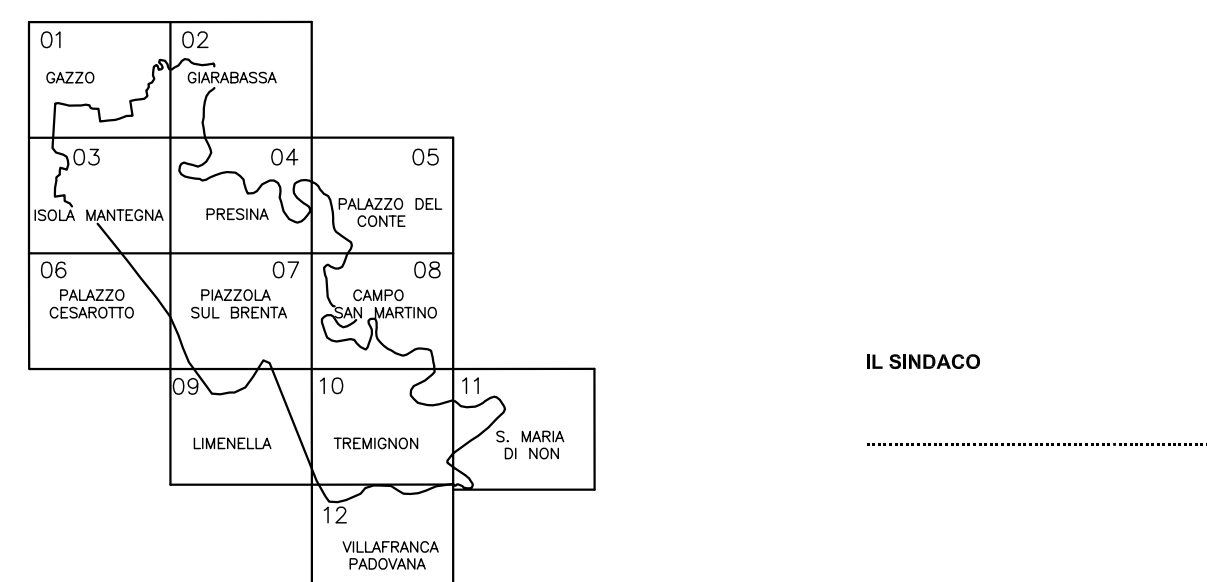 01
02
GAZZO
GIARABASSA
03
04
05
ISOLA MANTEGNA
PRESINA
PALAZZO DEL
CONTE
06
07
08
PALAZZO
CESAROTTO
PIAZZOLA
SUL BRENTA
CAMPO
SAN MARTINO
IL SINDACO
09
10
11
LIMENELLA
TREMIGNON
S. MARIA
DI NON
12
VILLAFRANCA
PADOVANA